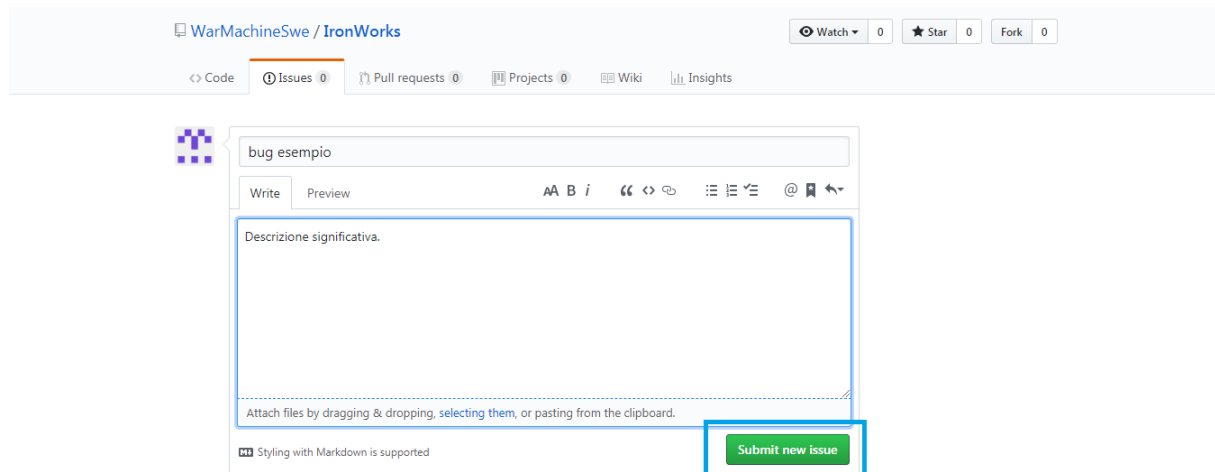 WarMachineSwe / IronWorks
Watch 0 Star 0 Fork 0
Code Issues 0 Pull requests 0 Projects 0 Wiki Insights
bug esempio
Write Preview AA B i
Descrizione significativa.
Attach files by dragging & dropping, selecting them, or pasting from the clipboard.
Styling with Markdown is supported
Submit new issue